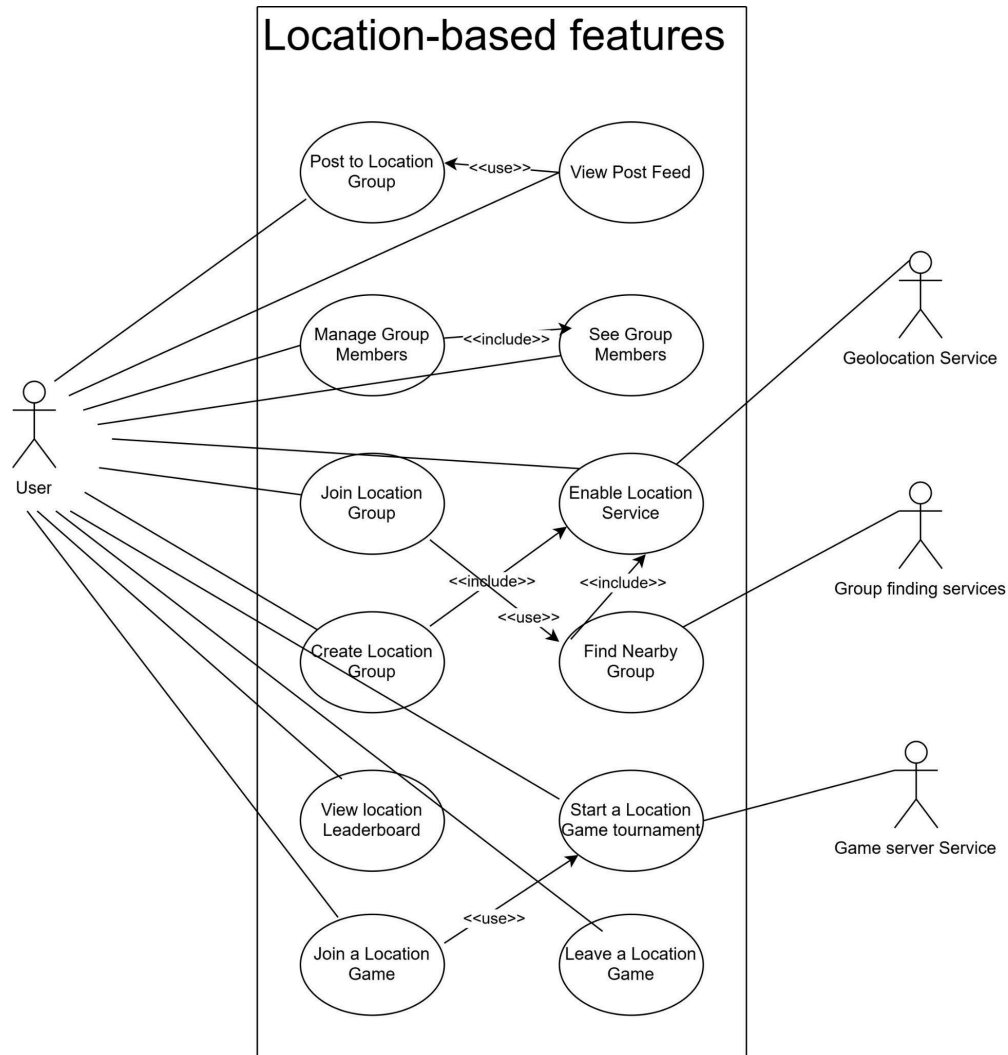 Location-based features
Post to Location
Group
<<use>>
View Post Feed
Manage Group
Members
<<include>>
See Group
Members
Geolocation Service
User
Join Location
Group
Enable Location
Service
<<include>>
<<include>>
<<use>>
Group finding services
Create Location
Group
Find Nearby
Group
View location
Leaderboard
Start a Location
Game tournament
Game server Service
<<use>>
Join a Location
Game
Leave a Location
Game